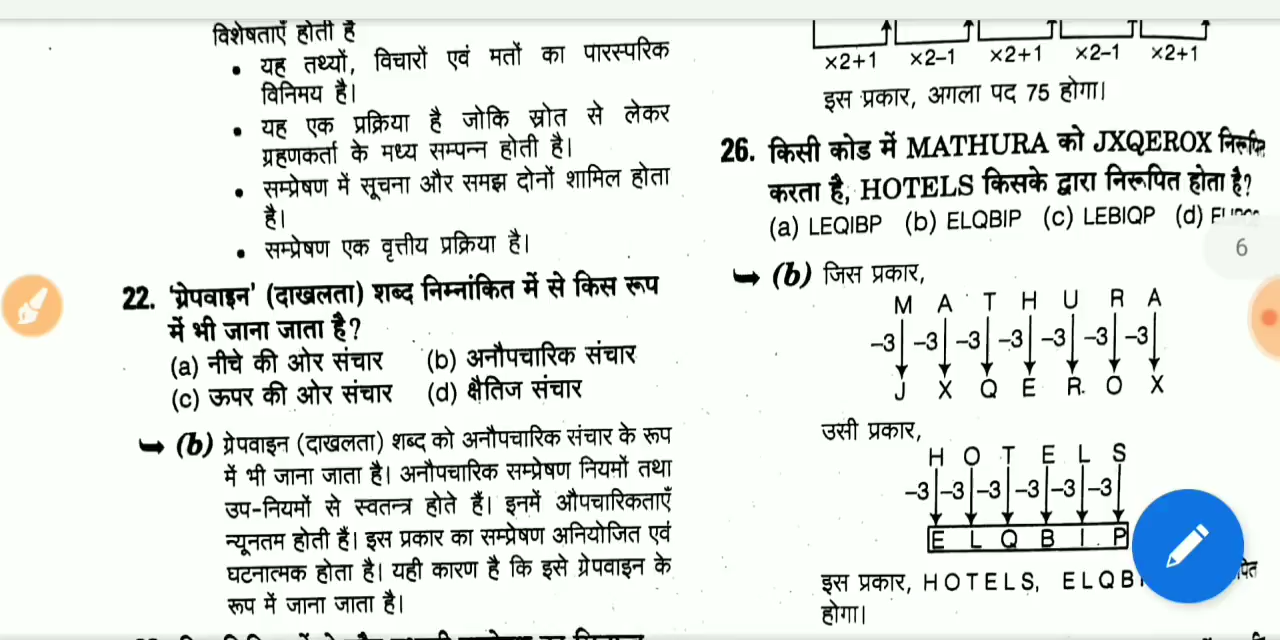 विशेषताएँ होती हैं
• यह तथ्यों, विचारों एवं मतों का पारस्परिक
विनिमय है।
• यह एक प्रक्रिया है जोकि स्रोत से लेकर
ग्रहणकर्ता के मध्य सम्पन्न होती है।
• सम्प्रेषण में सूचना और समझ दोनों शामिल होता
है।
• सम्प्रेषण एक वृत्तीय प्रक्रिया है।
22. ‘ग्रेपवाइन’ (दाखलता) शब्द निम्नांकित में से किस रूप
में भी जाना जाता है?
(a) नीचे की ओर संचार (b) अनौपचारिक संचार
(c) ऊपर की ओर संचार (d) क्षैतिज संचार
(b) ग्रेपवाइन (दाखलता) शब्द को अनौपचारिक संचार के रूप
में भी जाना जाता है। अनौपचारिक सम्प्रेषण नियमों तथा
उप-नियमों से स्वतन्त्र होते हैं। इनमें औपचारिकताएँ
न्यूनतम होती हैं। इस प्रकार का सम्प्रेषण अनियोजित एवं
घटनात्मक होता है। यही कारण है कि इसे ग्रेपवाइन के
रूप में जाना जाता है।
×2+1 ×2–1 ×2+1 ×2–1 ×2+1
इस प्रकार, अगला पद 75 होगा।
26. किसी कोड में MATHURA को JXQEROX निरूपित
करता है, HOTELS किसके द्वारा निरूपित होता है?
(a) LEQIBP (b) ELQBIP (c) LEBIQP (d)
6
(b) जिस प्रकार,
M A T H U R A
–3 –3 –3 –3 –3 –3 –3
J X Q E R O X
उसी प्रकार,
H O T E L S
–3 –3 –3 –3 –3 –3
E L Q B I P
इस प्रकार, HOTELS,
होगा।